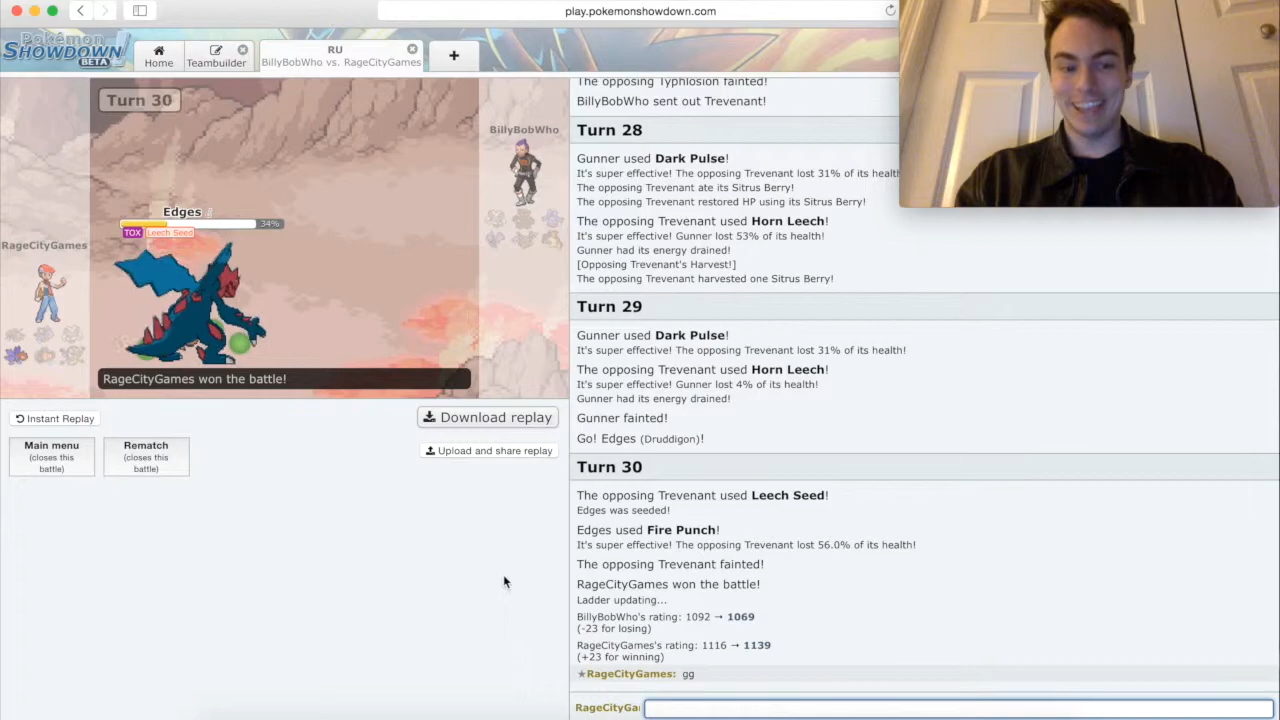 play.pokemonshowdown.com
Pokémon
SHOWDOWN
BETA
Home
Teambuilder
RU
BillyBobWho vs. RageCityGames
+
Turn 30
BillyBobWho
RageCityGames
Edges
34%
TOX Leech Seed
RageCityGames won the battle!
Instant Replay
Download replay
Upload and share replay
Main menu
(closes this
battle)
Rematch
(closes this
battle)
The opposing Typhlosion fainted!
BillyBobWho sent out Trevenant!
Turn 28
Gunner used Dark Pulse!
It's super effective! The opposing Trevenant lost 31% of its healt
The opposing Trevenant ate its Sitrus Berry!
The opposing Trevenant restored HP using its Sitrus Berry!
The opposing Trevenant used Horn Leech!
It's super effective! Gunner lost 53% of its health!
Gunner had its energy drained!
[Opposing Trevenant's Harvest!]
The opposing Trevenant harvested one Sitrus Berry!
Turn 29
Gunner used Dark Pulse!
It's super effective! The opposing Trevenant lost 31% of its health!
The opposing Trevenant used Horn Leech!
It's super effective! Gunner lost 4% of its health!
Gunner had its energy drained!
Gunner fainted!
Go! Edges (Druddigon)!
Turn 30
The opposing Trevenant used Leech Seed!
Edges was seeded!
Edges used Fire Punch!
It's super effective! The opposing Trevenant lost 56.0% of its health!
The opposing Trevenant fainted!
RageCityGames won the battle!
Ladder updating...
BillyBobWho's rating: 1092 → 1069
(-23 for losing)
RageCityGames's rating: 1116 → 1139
(+23 for winning)
★RageCityGames: gg
RageCityGa